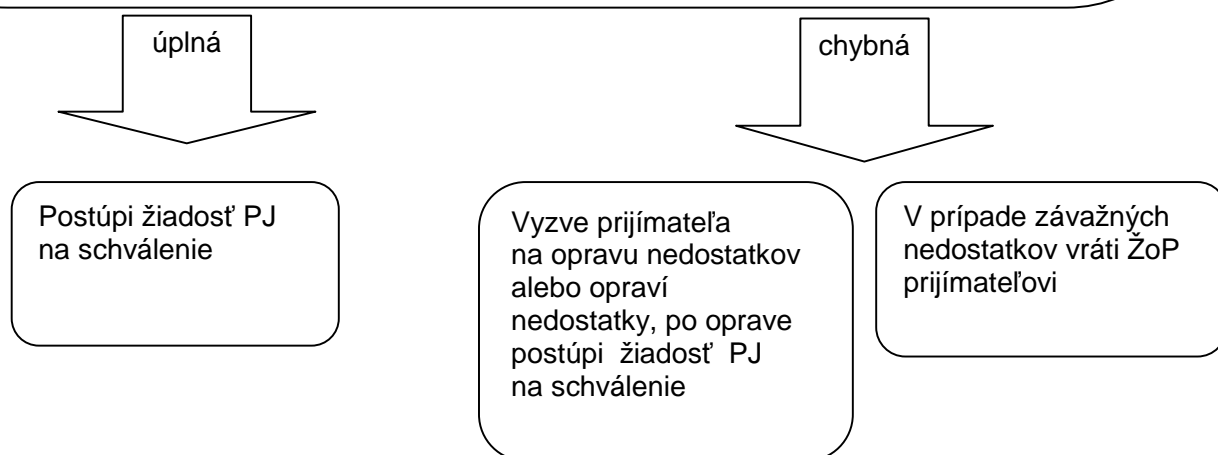 úplná
chybná
Postúpi žiadosť PJ
na schválenie
Vyzve prijímateľa
na opravu nedostatkov
alebo opraví
nedostatky, po oprave
postúpi žiadosť PJ
na schválenie
V prípade závažných
nedostatkov vráti ŽoP
prijímateľovi